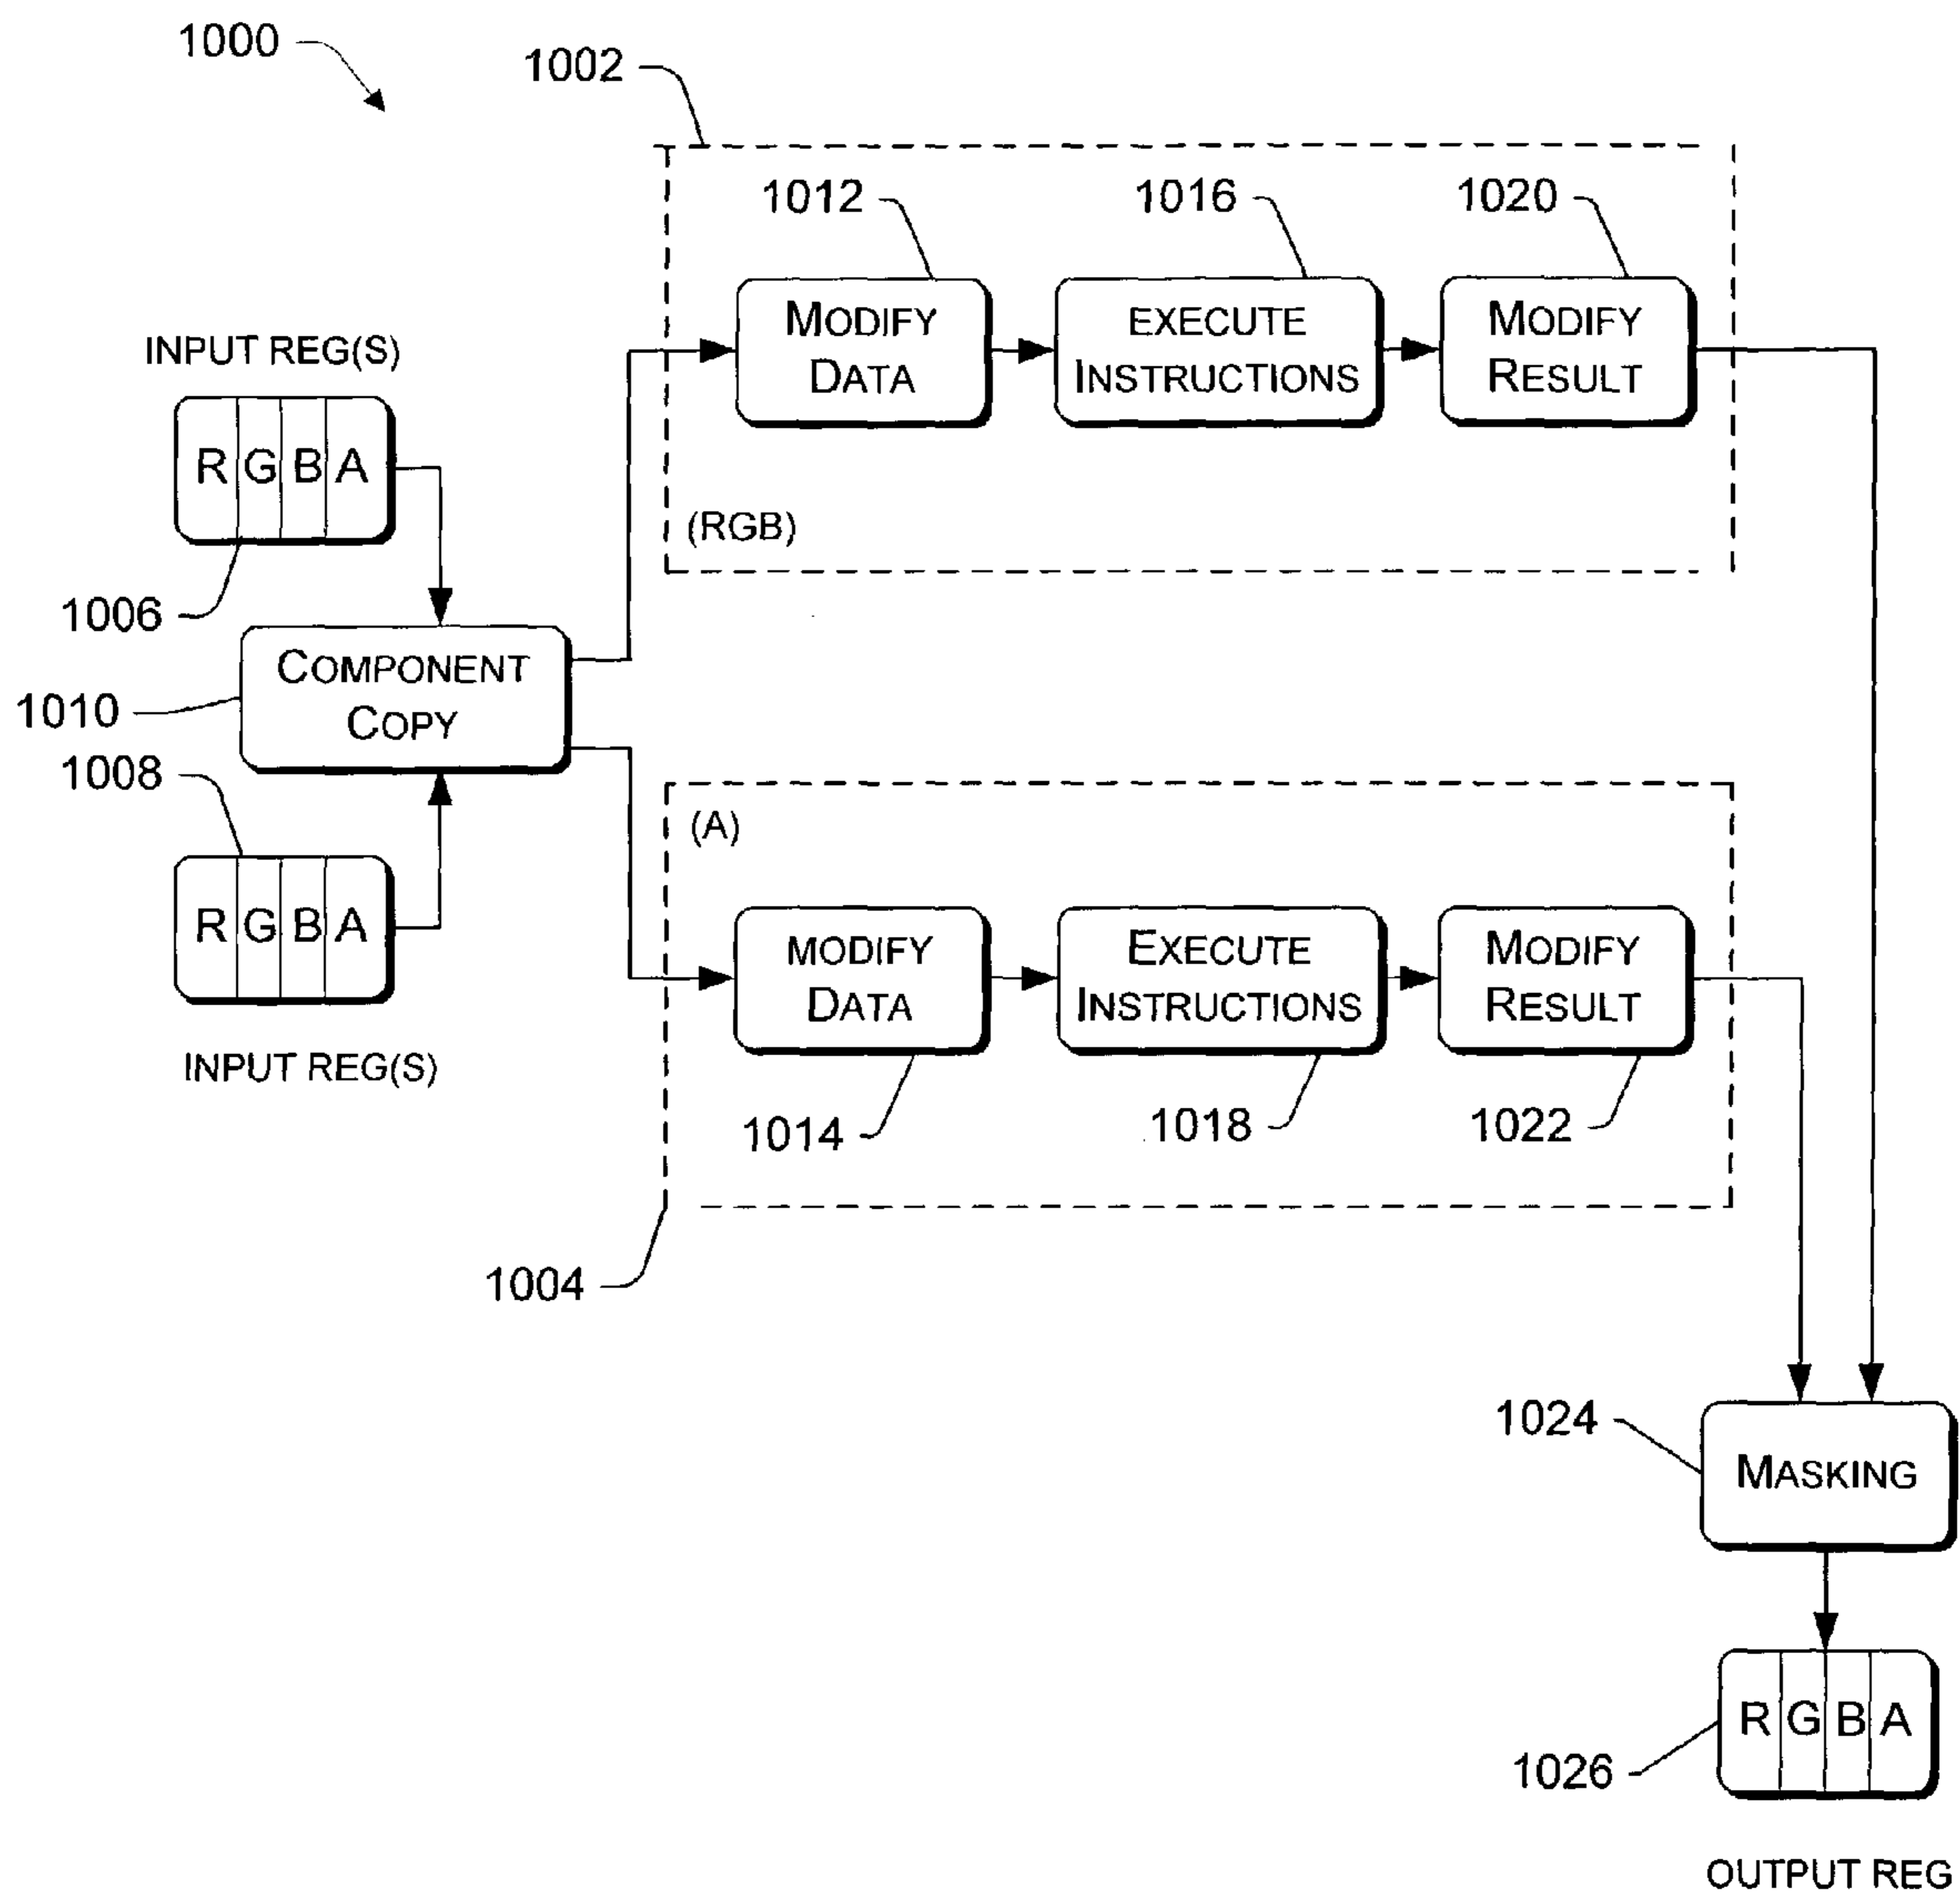 1000
1002
1012
1016
1020
INPUT REG(S)
MODIFY
DATA
EXECUTE
INSTRUCTIONS
MODIFY
RESULT
R G B A
(RGB)
1006
COMPONENT
COPY
1010
1008
(A)
R G B A
MODIFY
DATA
EXECUTE
INSTRUCTIONS
MODIFY
RESULT
INPUT REG(S)
1014
1018
1022
1004
1024
MASKING
R G B A
1026
OUTPUT REG